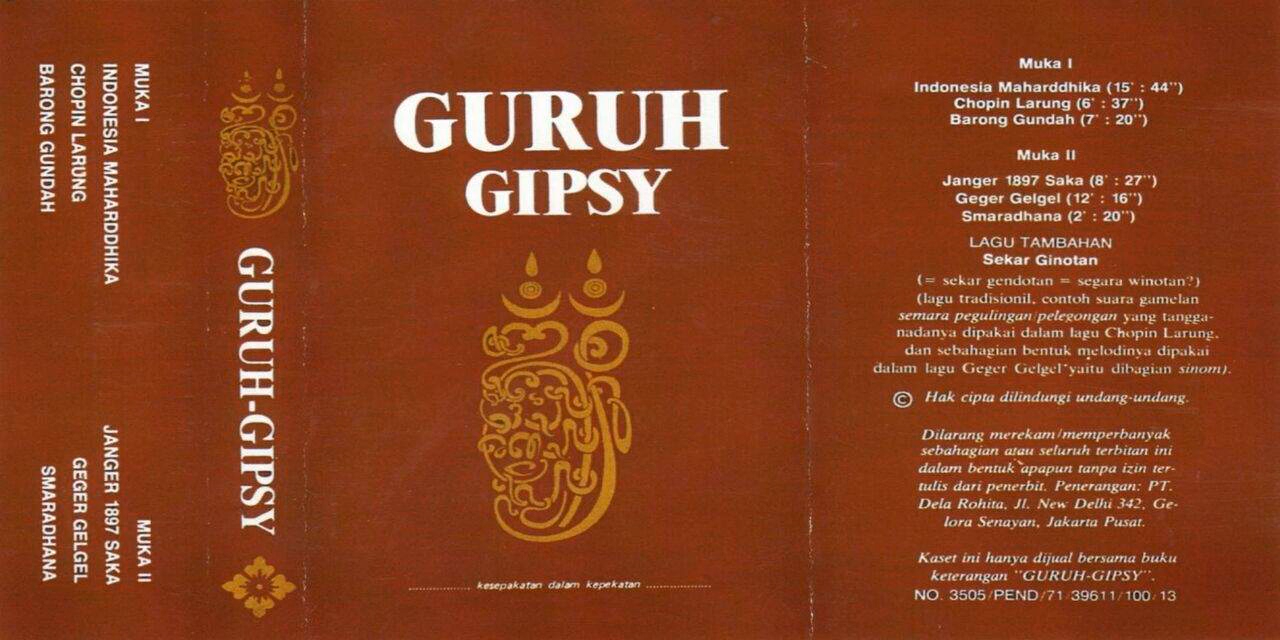 MUKA I
INDONESIA MAHARDDHIKA
CHOPIN LARUNG
BARONG GUNDAH
MUKA II
JANGER 1897 SAKA
GEGER GELGEL
SMARADHANA
GURUH-GIPSY
GURUH
GIPSY
kesepakatan dalam kepekatan
Muka I
Indonesia Maharddhika (15' : 44'')
Chopin Larung (6' : 37'')
Barong Gundah (7' : 20'')
Muka II
Janger 1897 Saka (8' : 27'')
Geger Gelgel (12' : 16'')
Smaradhana (2' : 20'')
LAGU TAMBAHAN
Sekar Ginotan
(= sekar gendotan = segara winotan?)
(lagu tradisionil, contoh suara gamelan
semara pegulingan/pelegongan yang tangga-
nadanya dipakai dalam lagu Chopin Larung,
dan sebahagian bentuk melodinya dipakai
dalam lagu Geger Gelgel yaitu dibagian sinom).
© Hak cipta dilindungi undang-undang.
Dilarang merekam/memperbanyak
sebahagian atau seluruh terbitan ini
dalam bentuk apapun tanpa izin ter-
tulis dari penerbit. Penerangan: PT.
Dela Rohita, Jl. New Delhi 342, Ge-
lora Senayan, Jakarta Pusat.
Kaset ini hanya dijual bersama buku
keterangan "GURUH-GIPSY".
NO. 3505/PEND/71/39611/100/13